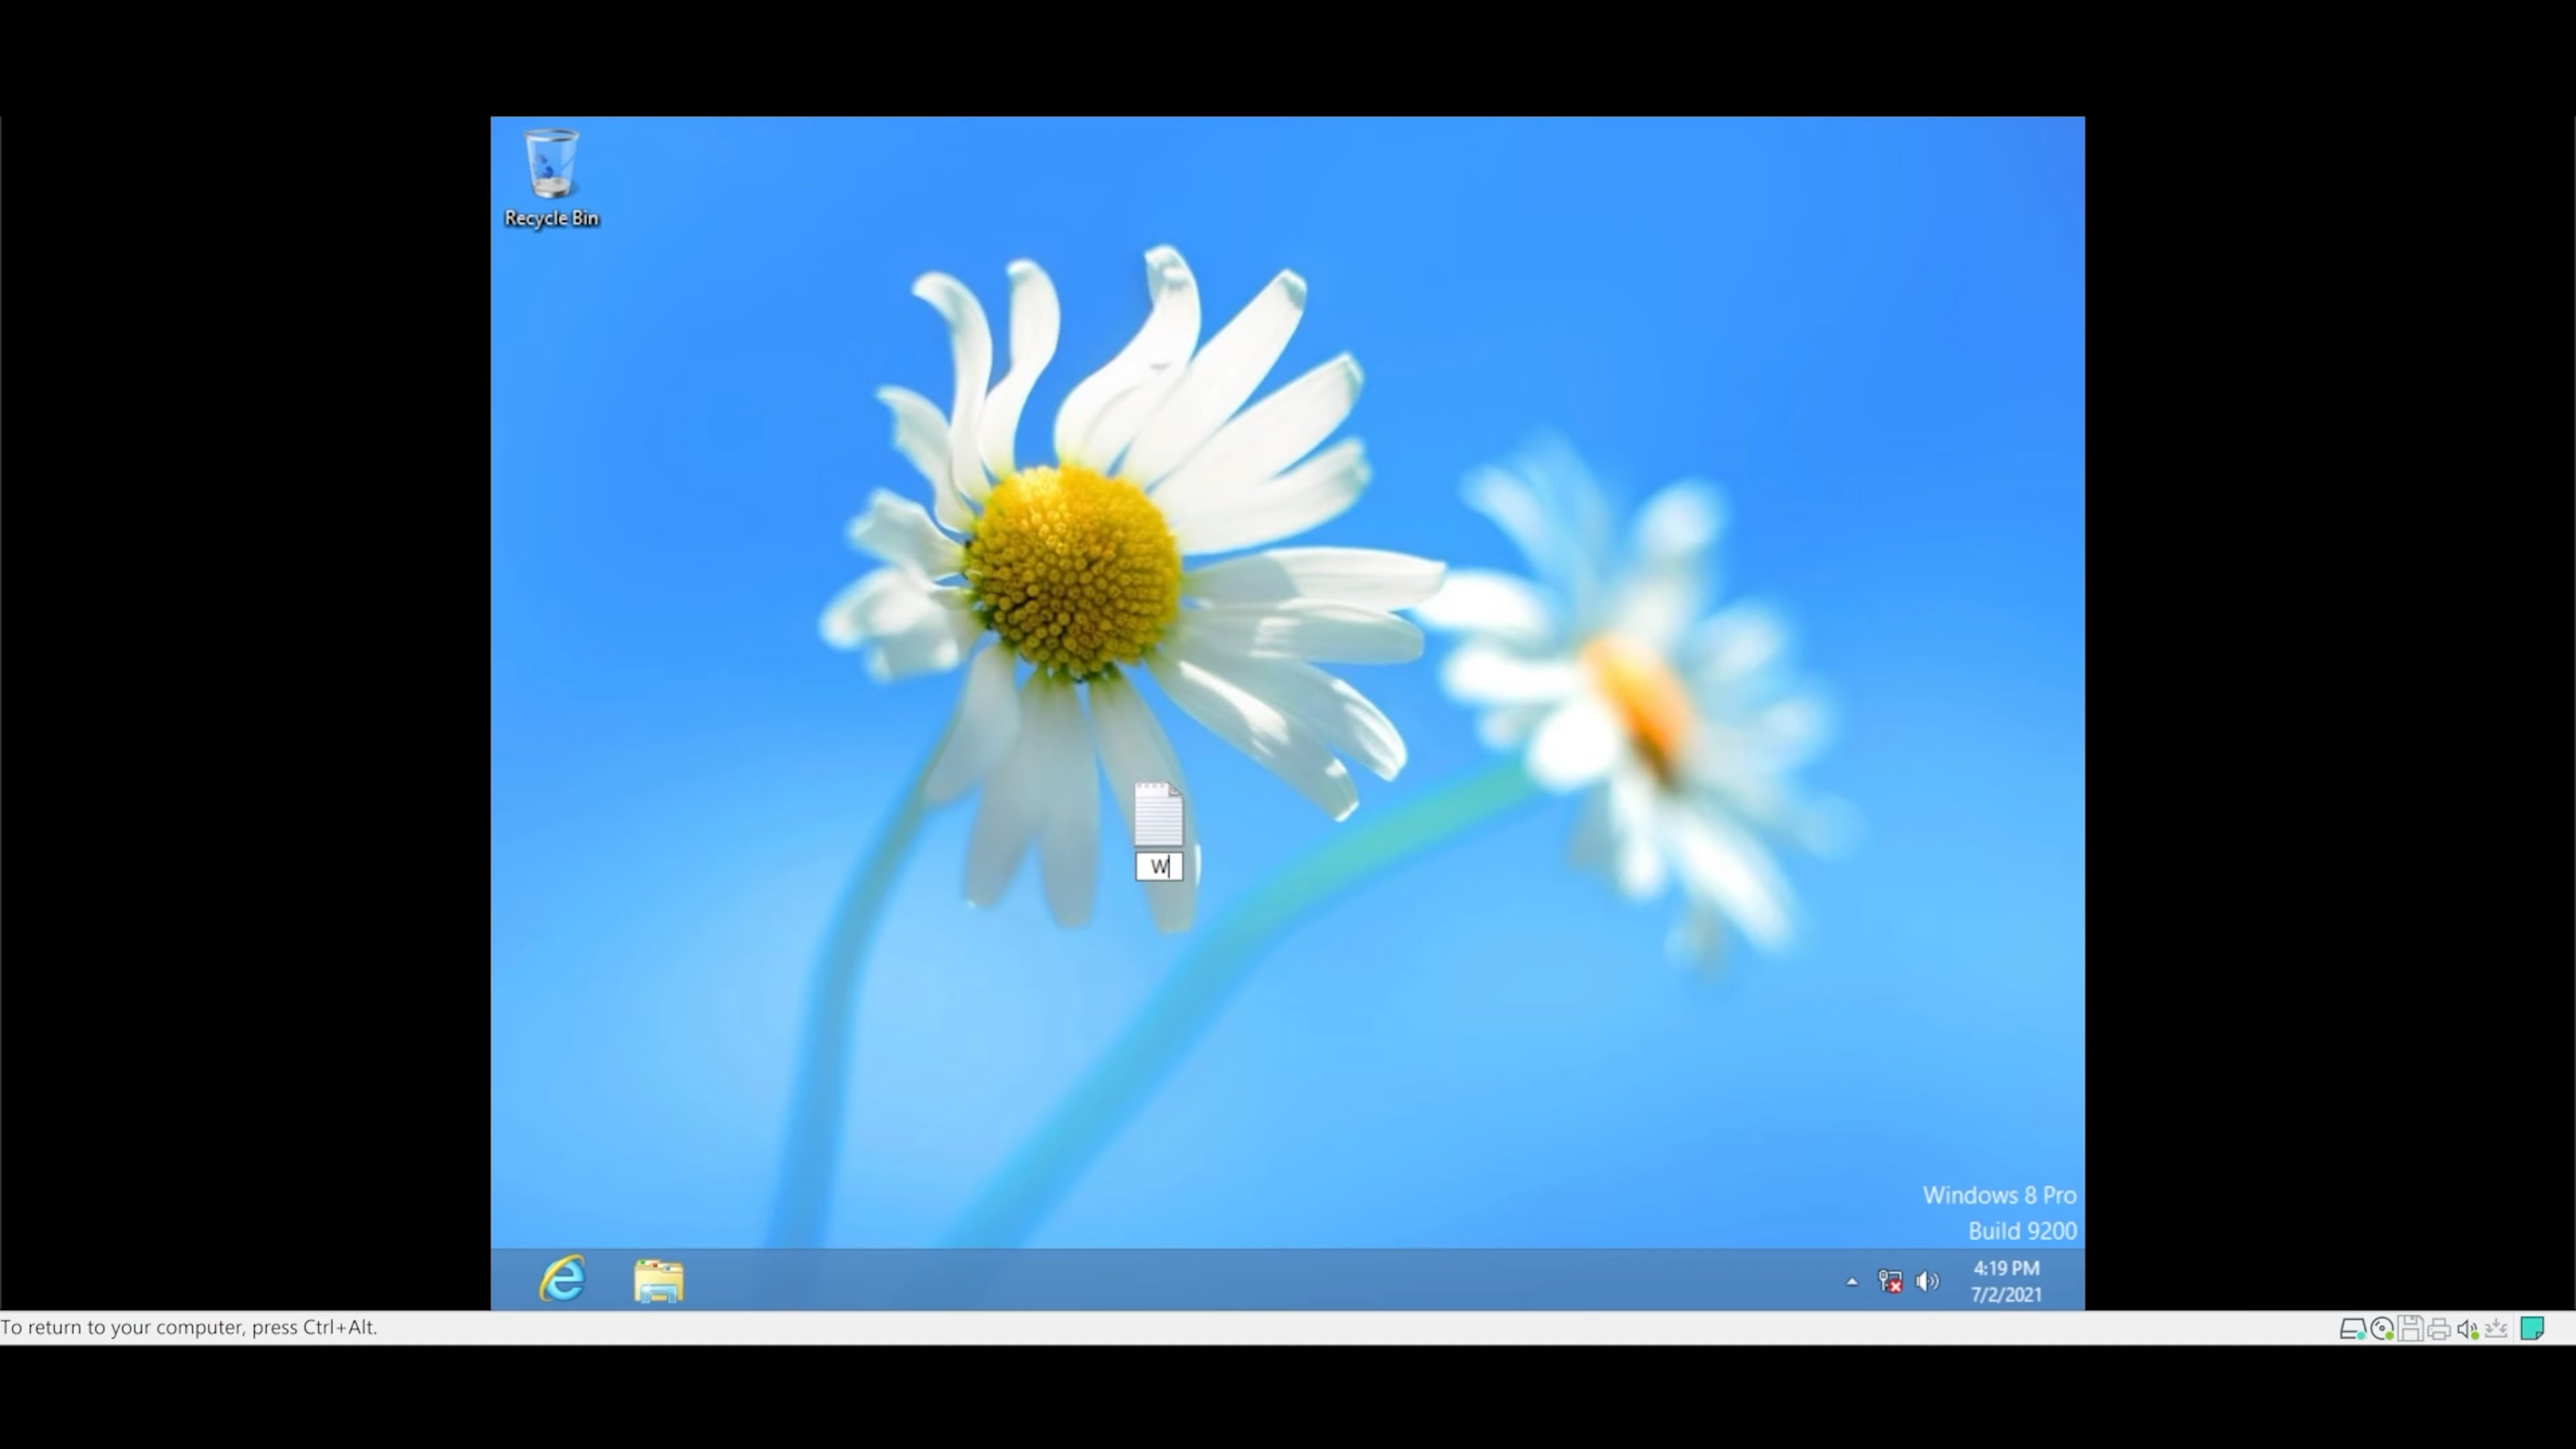 Recycle Bin
W
Windows 8 Pro
Build 9200
4:19 PM
7/2/2021
To return to your computer, press Ctrl+Alt.